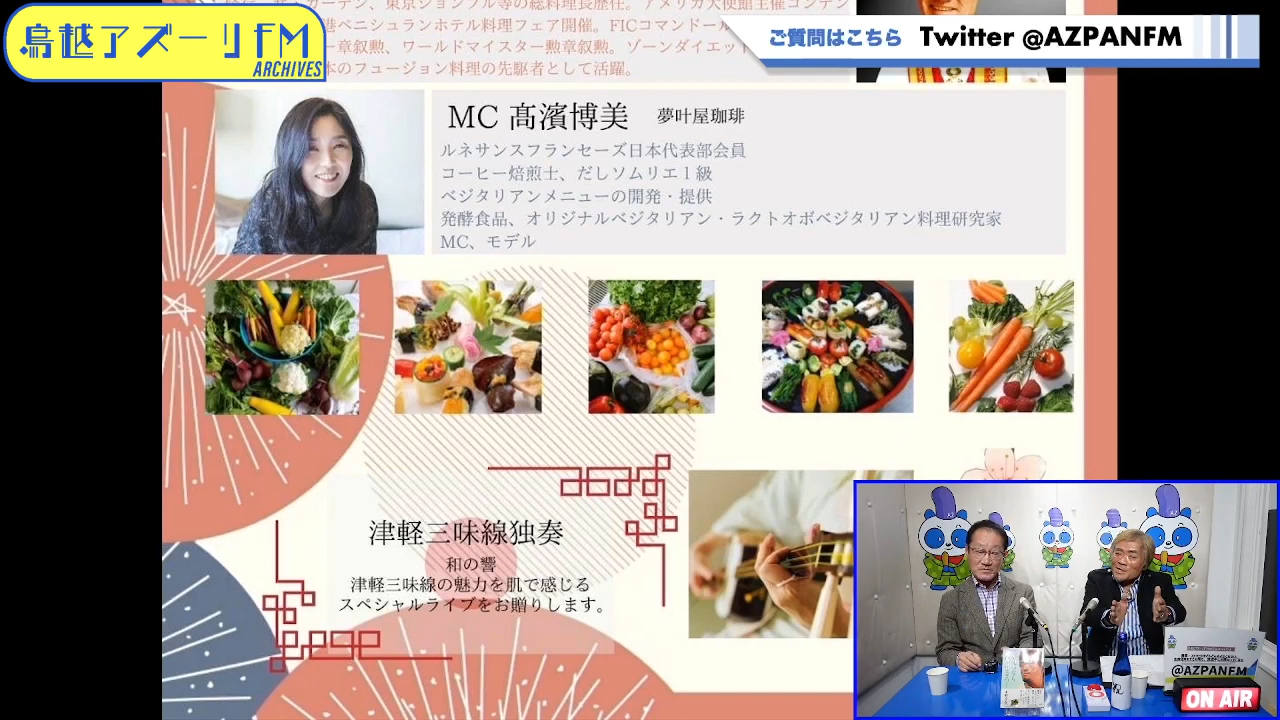 鳥越アズーリFM
ARCHIVES
ご質問はこちら Twitter @AZPANFM
ガーデン、東京ジョンブル等の総料理長歴任。アメリカ大使館主催コンテン
港ペニシュランホテル料理フェア開催。FICコマンドール
一章叙勲、ワールドマイスター勲章叙勲。ゾーンダイエット
本のフュージョン料理の先駆者として活躍。
MC 髙濱博美 夢叶屋珈琲
ルネサンスフランセーズ日本代表部会員
コーヒー焙煎士、だしソムリエ1級
ベジタリアンメニューの開発・提供
発酵食品、オリジナルベジタリアン・ラクトオボベジタリアン料理研究家
MC、モデル
津軽三味線独奏
和の響
津軽三味線の魅力を肌で感じる
スペシャルライブをお贈りします。
@AZPANFM
ON AIR